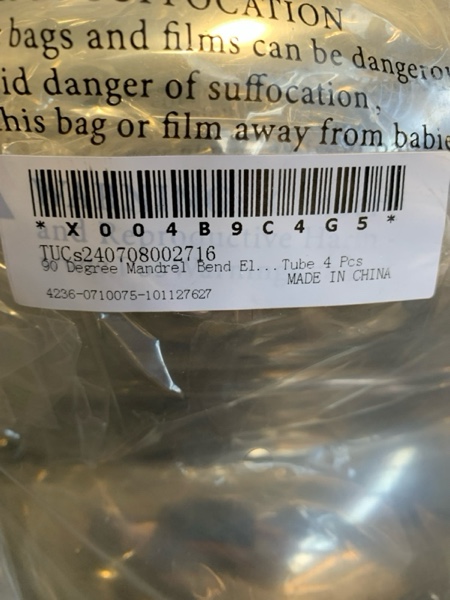 SUFFOCATION
bags and films can be dangerou
id danger of suffocation,
his bag or film away from babie
*X004B9C4G5*
TUCs240708002716
90 Degree Mandrel Bend El...Tube 4 Pcs
MADE IN CHINA
4236-0710075-101127627